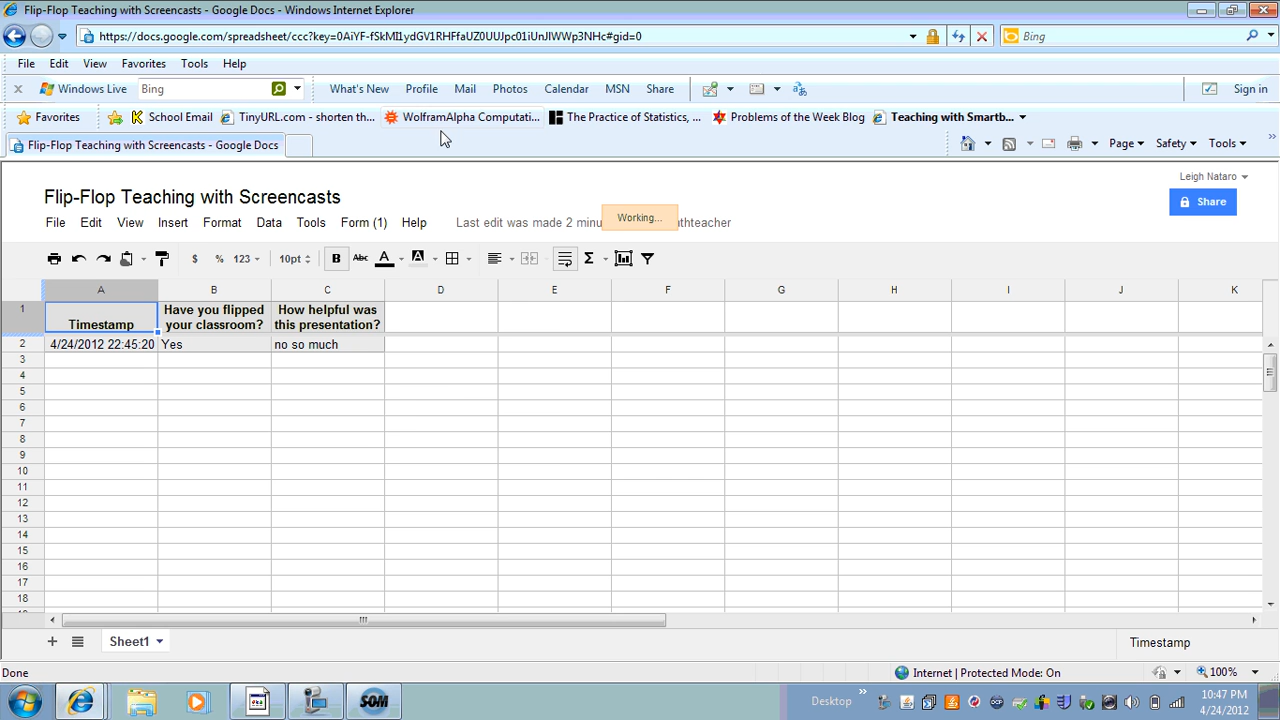 Flip-Flop Teaching with Screencasts - Google Docs - Windows Internet Explorer
https://docs.google.com/spreadsheet/ccc?key=0AiYF-fSkMI1ydGV1RHFfaUZ0UUJpc01iUnJIWWp3NHc#gid=0
Bing
File Edit View Favorites Tools Help
Windows Live Bing What's New Profile Mail Photos Calendar MSN Share Sign in
Favorites School Email TinyURL.com - shorten th... WolframAlpha Computati... The Practice of Statistics, ... Problems of the Week Blog Teaching with Smartb...
Flip-Flop Teaching with Screencasts - Google Docs Page Safety Tools
Leigh Nataro
Flip-Flop Teaching with Screencasts
Share
File Edit View Insert Format Data Tools Form (1) Help Last edit was made 2 minu Working... athteacher
$ % 123 10pt B Abc A A Σ
A B C D E F G H I J K
1 Timestamp Have you flipped your classroom? How helpful was this presentation?
2 4/24/2012 22:45:20 Yes no so much
3
4
5
6
7
8
9
10
11
12
13
14
15
16
17
18
+ Sheet1 Timestamp
Done Internet | Protected Mode: On 100%
SOM Desktop 10:47 PM
4/24/2012